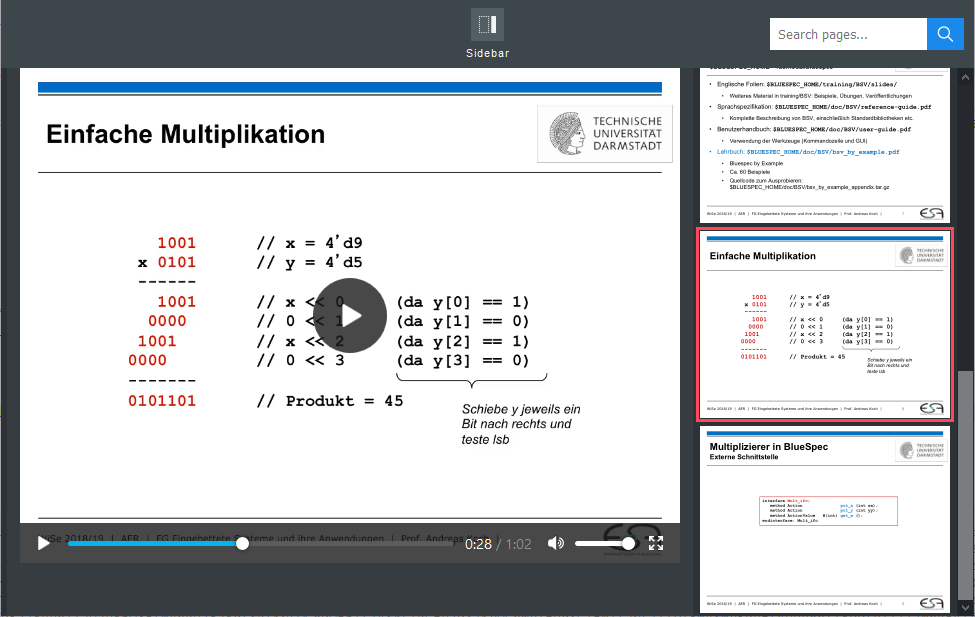 Sidebar
Search pages...
Einfache Multiplikation
TECHNISCHE
UNIVERSITÄT
DARMSTADT
1001 // x = 4'd9
x 0101 // y = 4'd5
------
1001 // x << 0 (da y[0] == 1)
0000 // 0 << 1 (da y[1] == 0)
1001 // x << 2 (da y[2] == 1)
0000 // 0 << 3 (da y[3] == 0)
-------
0101101 // Produkt = 45
Schiebe y jeweils ein
Bit nach rechts und
teste lsb
WiSe 2018/19 | AER | FG Eingebettete Systeme und ihre Anwendungen | Prof. Andreas Koch |
0:28 / 1:02
• Englische Folien: $BLUESPEC_HOME/training/BSV/slides/
• Weiteres Material in training/BSV: Beispiele, Übungen, Veröffentlichungen
• Sprachspezifikation: $BLUESPEC_HOME/doc/BSV/reference-guide.pdf
• Komplette Beschreibung von BSV, einschließlich Standardbibliotheken etc.
• Benutzerhandbuch: $BLUESPEC_HOME/doc/BSV/user-guide.pdf
• Verwendung der Werkzeuge (Kommandozeile und GUI)
• Lehrbuch: $BLUESPEC_HOME/doc/BSV/bsv_by_example.pdf
• Bluespec by Example
• Ca. 60 Beispiele
• Quellcode zum Ausprobieren:
$BLUESPEC_HOME/doc/BSV/bsv_by_example_appendix.tar.gz
WiSe 2018/19 | AER | FG Eingebettete Systeme und ihre Anwendungen | Prof. Andreas Koch |
ESA
Einfache Multiplikation
TECHNISCHE
UNIVERSITÄT
DARMSTADT
1001 // x = 4'd9
x 0101 // y = 4'd5
------
1001 // x << 0 (da y[0] == 1)
0000 // 0 << 1 (da y[1] == 0)
1001 // x << 2 (da y[2] == 1)
0000 // 0 << 3 (da y[3] == 0)
-------
0101101 // Produkt = 45
Schiebe y jeweils ein
Bit nach rechts und
teste lsb
WiSe 2018/19 | AER | FG Eingebettete Systeme und ihre Anwendungen | Prof. Andreas Koch |
ESA
Multiplizierer in BlueSpec
Externe Schnittstelle
TECHNISCHE
UNIVERSITÄT
DARMSTADT
interface Mult_ifc;
method Action put_x (int xx);
method Action put_y (int yy);
method ActionValue #(int) get_z ();
endinterface: Mult_ifc
WiSe 2018/19 | AER | FG Eingebettete Systeme und ihre Anwendungen | Prof. Andreas Koch |
ESA